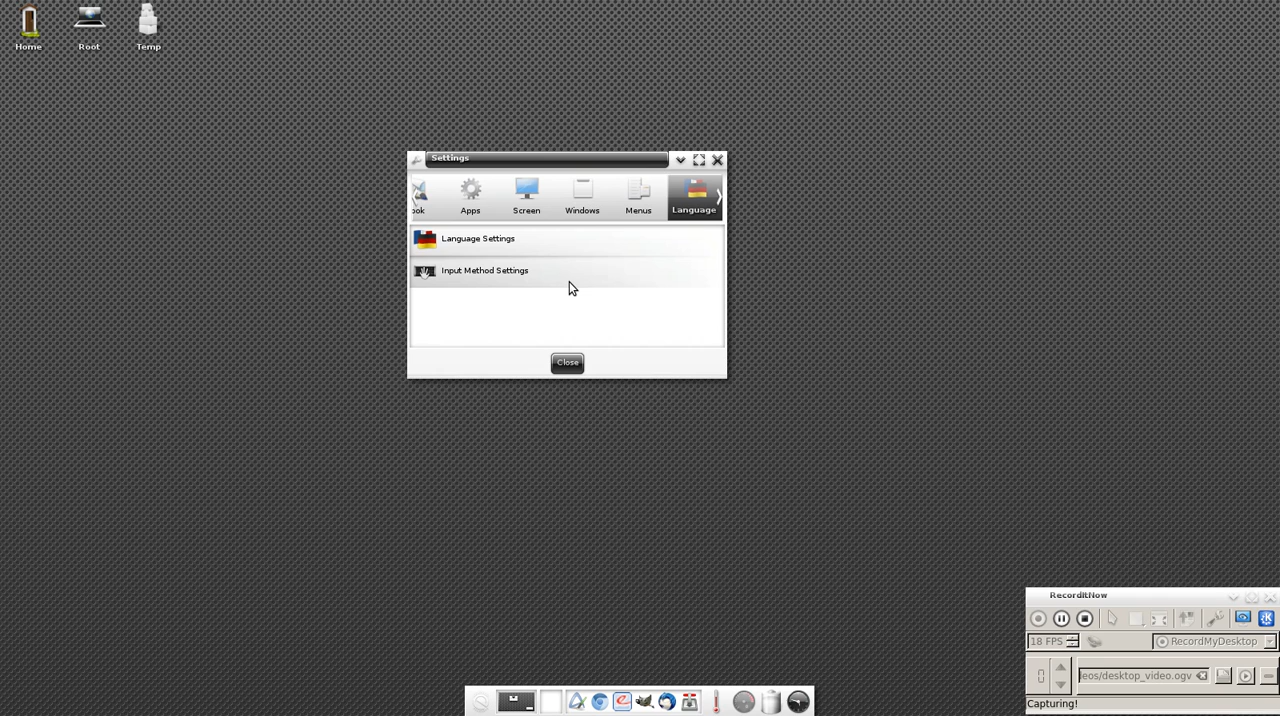 Home
Root
Temp
Settings
ook
Apps
Screen
Windows
Menus
Language
Language Settings
Input Method Settings
Close
RecordItNow
18 FPS
RecordMyDesktop
leos/desktop_video.ogv
Capturing!